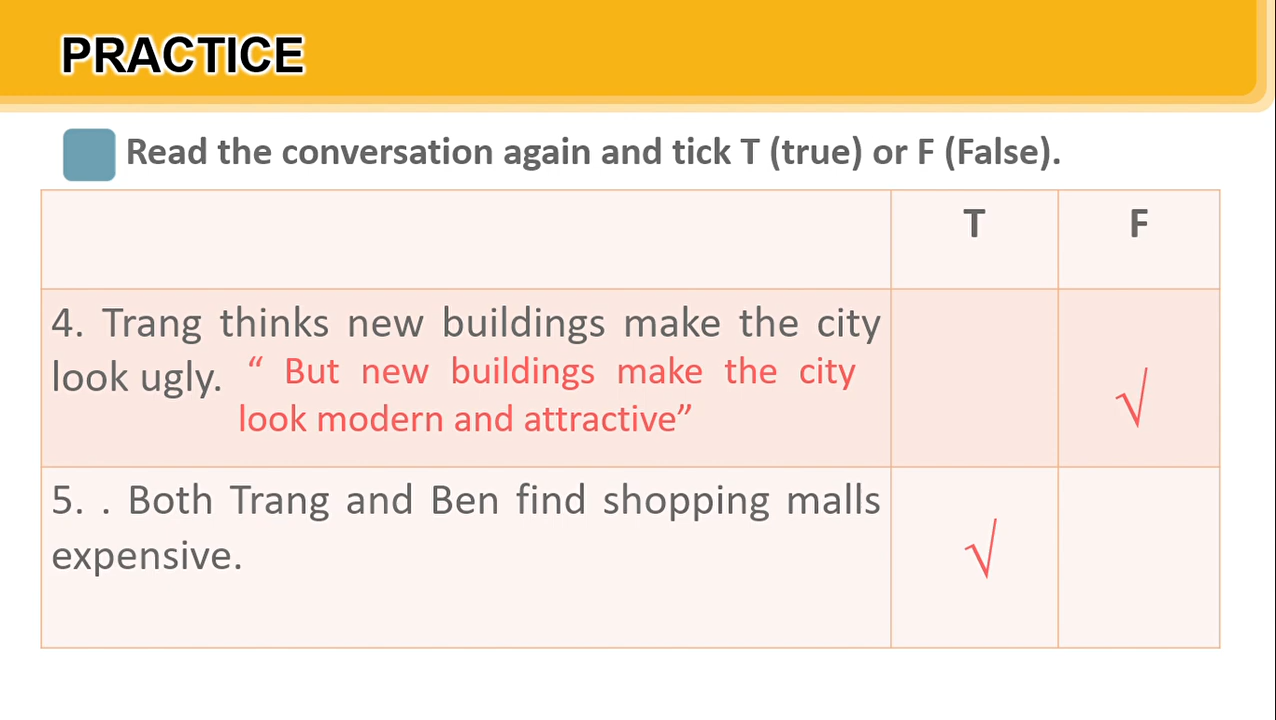 PRACTICE
Read the conversation again and tick T (true) or F (False).
T F
4. Trang thinks new buildings make the city
look ugly. “ But new buildings make the city
look modern and attractive”
√
5. . Both Trang and Ben find shopping malls
expensive.
√